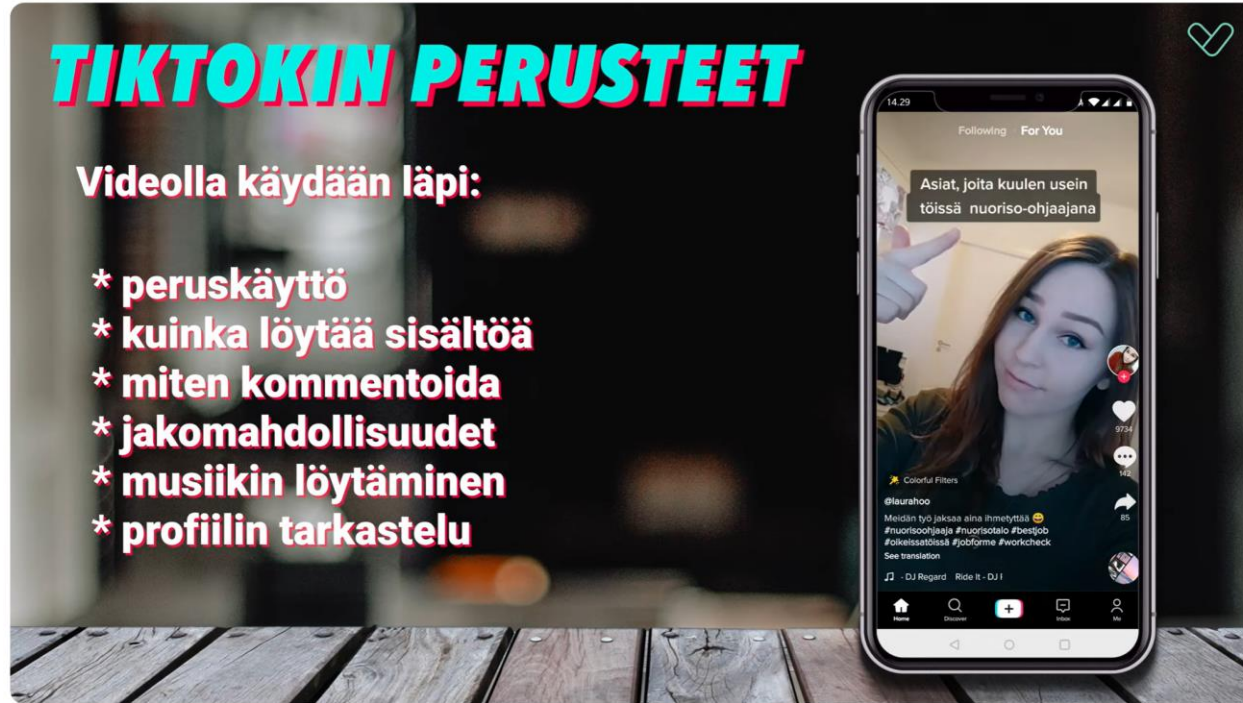 TIKTOKIN PERUSTEET
Videolla käydään läpi:
* peruskäyttö
* kuinka löytää sisältöä
* miten kommentoida
* jakomahdollisuudet
* musiikin löytäminen
* profiilin tarkastelu
14.29
Following For You
Asiat, joita kuulen usein
töissä nuoriso-ohjaajana
9734
142
85
Colorful Filters
@laurahoo
Meidän työ jaksaa aina ihmetyttää 😄
#nuorisoohjaaja #nuorisotalo #bestjob
#oikeissatöissä #jobforme #workcheck
See translation
- DJ Regard Ride It - DJ
Home
Discover
Inbox
Me